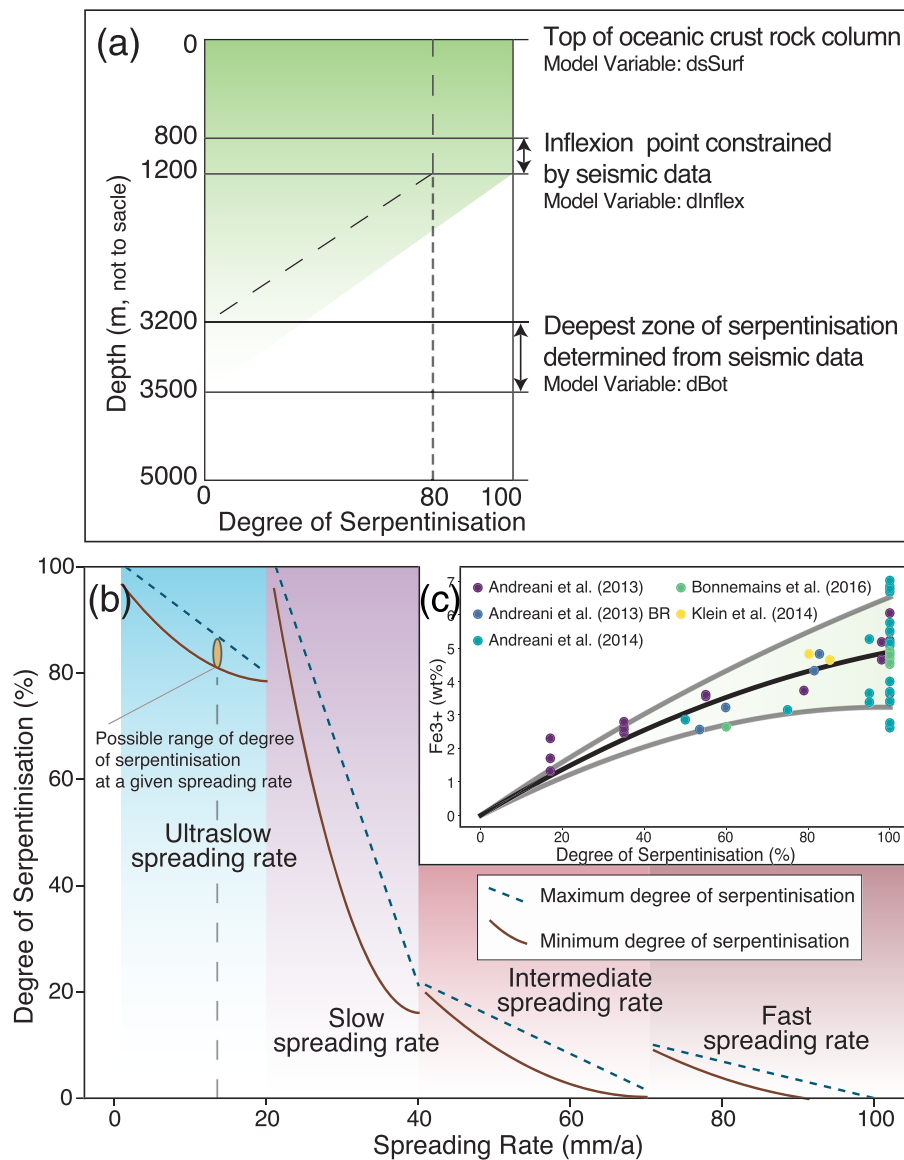 (a)
0
800
1200
3200
3500
5000
Depth (m, not to sacle)
0
80
100
Degree of Serpentinisation
Top of oceanic crust rock column
Model Variable: dsSurf
Inflexion point constrained
by seismic data
Model Variable: dInflex
Deepest zone of serpentinisation
determined from seismic data
Model Variable: dBot
(b)
100
80
60
40
20
0
Degree of Serpentinisation (%)
0
20
40
60
80
100
Spreading Rate (mm/a)
Possible range of degree
of serpentinisation
at a given spreading rate
Ultraslow
spreading rate
Slow
spreading rate
Intermediate
spreading rate
Fast
spreading rate
Maximum degree of serpentinisation
Minimum degree of serpentinisation
(c)
Andreani et al. (2013)
Andreani et al. (2013) BR
Andreani et al. (2014)
Bonnemains et al. (2016)
Klein et al. (2014)
7
6
5
4
3
2
1
0
Fe3+ (wt%)
0
20
40
60
80
100
Degree of Serpentinisation (%)